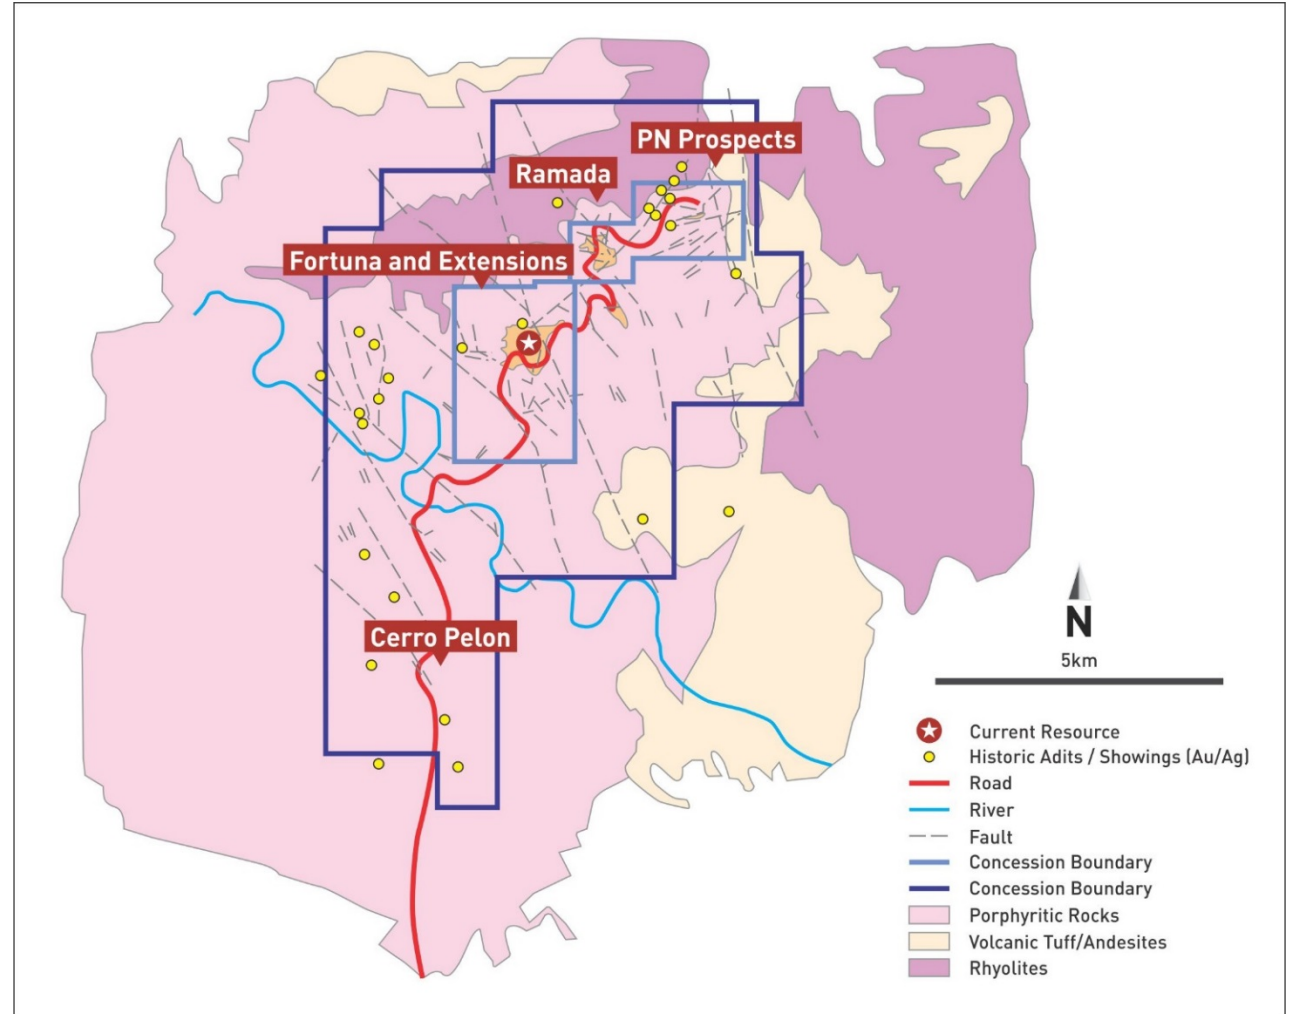 PN Prospects
Ramada
Fortuna and Extensions
Cerro Pelon
N
5km
Current Resource
Historic Adits / Showings (Au/Ag)
Road
River
Fault
Concession Boundary
Concession Boundary
Porphyritic Rocks
Volcanic Tuff/Andesites
Rhyolites